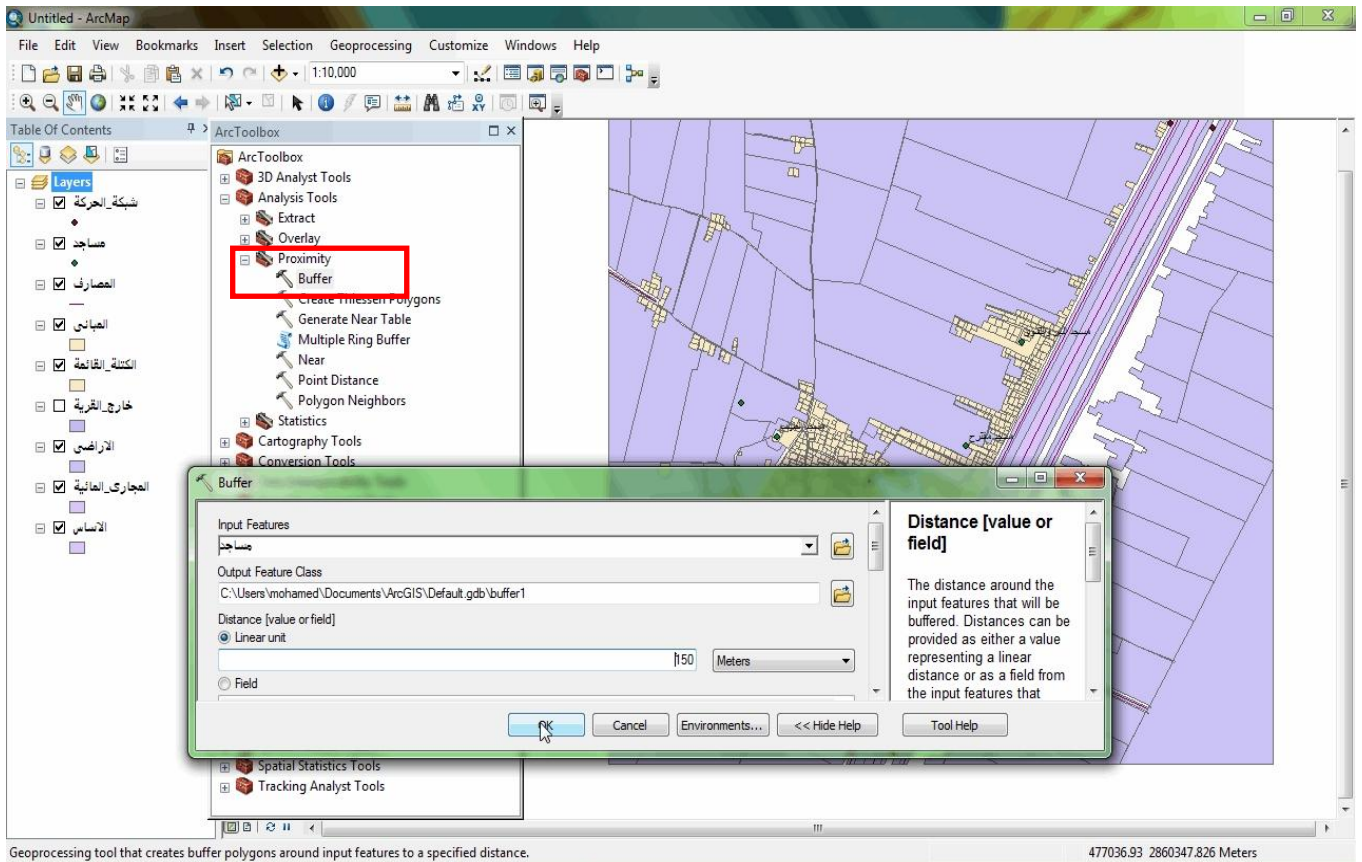 Untitled - ArcMap
File Edit View Bookmarks Insert Selection Geoprocessing Customize Windows Help
1:10,000
Table Of Contents
Layers
شبكة_الحركة
مساجد
المصارف
المبانى
الكتلة_القائمة
خارج_القرية
الاراضى
المجارى_المائية
الاساس
ArcToolbox
ArcToolbox
3D Analyst Tools
Analysis Tools
Extract
Overlay
Proximity
Buffer
Create Thiessen Polygons
Generate Near Table
Multiple Ring Buffer
Near
Point Distance
Polygon Neighbors
Statistics
Cartography Tools
Conversion Tools
Spatial Statistics Tools
Tracking Analyst Tools
مسجد مقترح
Buffer
Input Features
مساجد
Output Feature Class
C:\Users\mohamed\Documents\ArcGIS\Default.gdb\buffer1
Distance [value or field]
Linear unit
150 Meters
Field
OK Cancel Environments... << Hide Help Tool Help
Distance [value or
field]
The distance around the
input features that will be
buffered. Distances can be
provided as either a value
representing a linear
distance or as a field from
the input features that
Geoprocessing tool that creates buffer polygons around input features to a specified distance.
477036.93 2860347.826 Meters